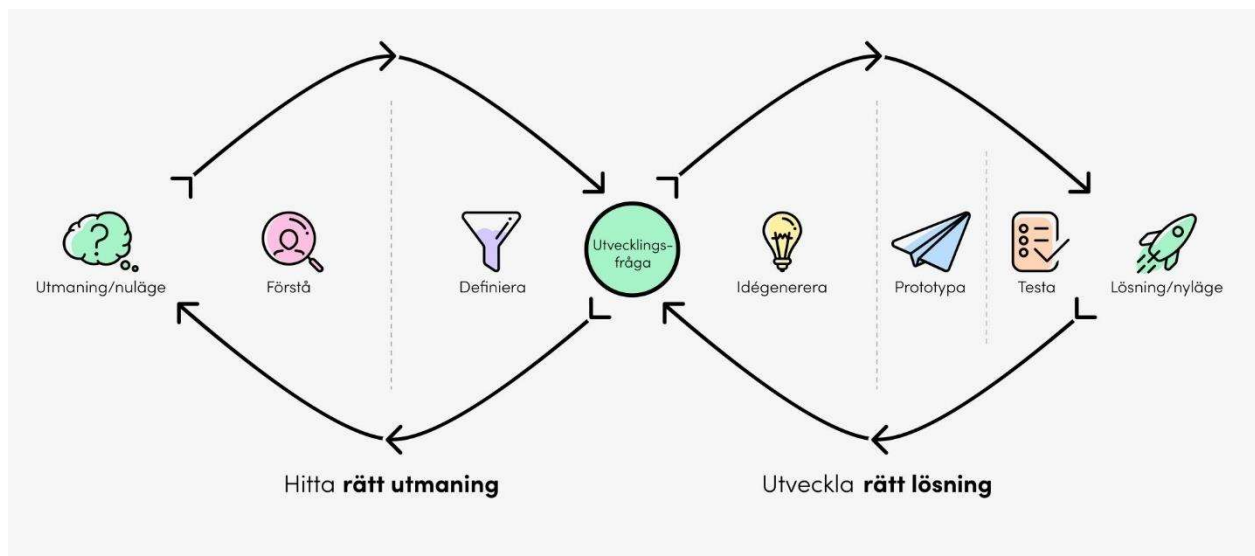 Utmaning/nuläge
Förstå
Definiera
Utvecklings-
fråga
Idégenerera
Prototypa
Testa
Lösning/nyläge
Hitta rätt utmaning
Utveckla rätt lösning